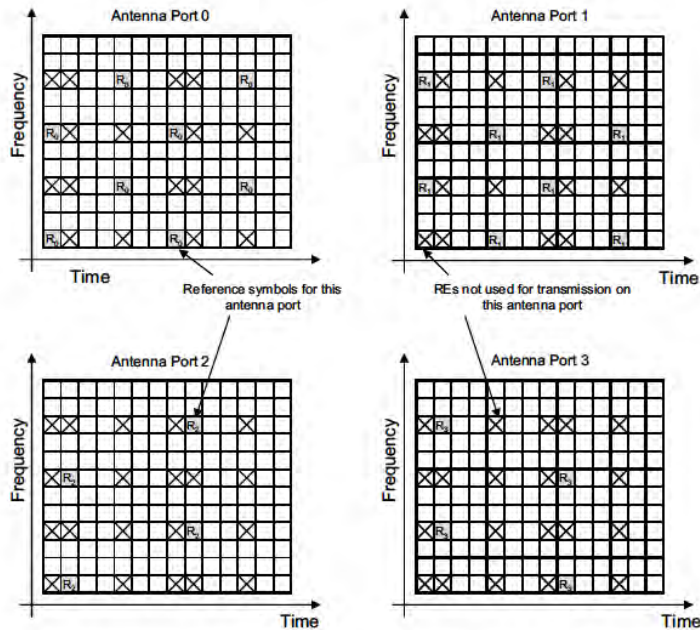 Antenna Port 0
Antenna Port 1
Frequency
R₀ R₀
R₀ R₀
R₀ R₀
R₀ R₀
Time
Frequency
R₁ R₁
R₁ R₁
R₁ R₁
R₁ R₁
Time
Reference symbols for this
antenna port
REs not used for transmission on
this antenna port
Antenna Port 2
Antenna Port 3
Frequency
R₂
R₂
R₂
R₂
Time
Frequency
R₃
R₃
R₃
R₃
Time